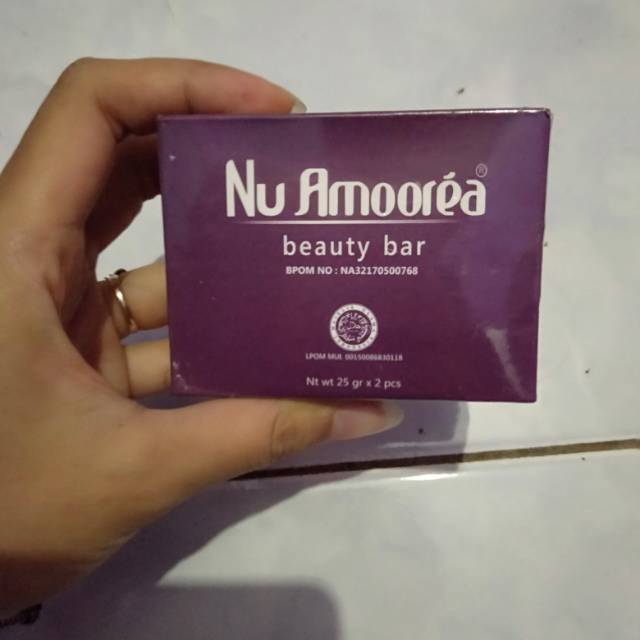 Nu Amooréa®
beauty bar
BPOM NO : NA32170500768
LPOM MUI. 00150086830118
Nt wt 25 gr x 2 pcs